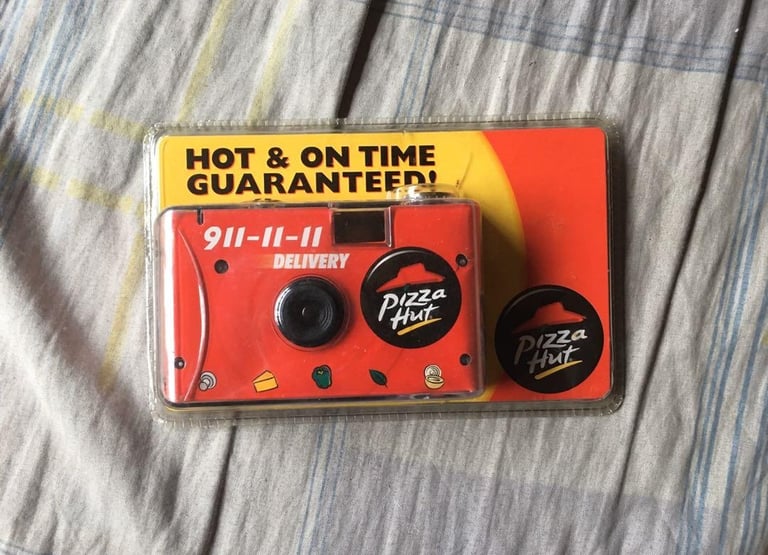 HOT & ON TIME
GUARANTEED!
911-11-11
DELIVERY
Pizza
Hut
Pizza
Hut